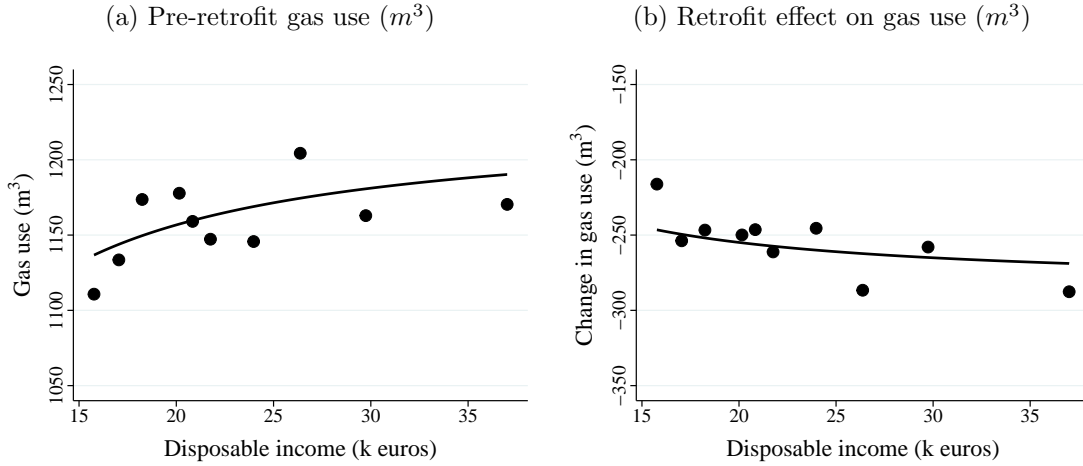 (a) Pre-retrofit gas use (m³)
Gas use (m³)
1250
1200
1150
1100
1050
15 20 25 30 35
Disposable income (k euros)
(b) Retrofit effect on gas use (m³)
Change in gas use (m³)
−150
−200
−250
−300
−350
15 20 25 30 35
Disposable income (k euros)